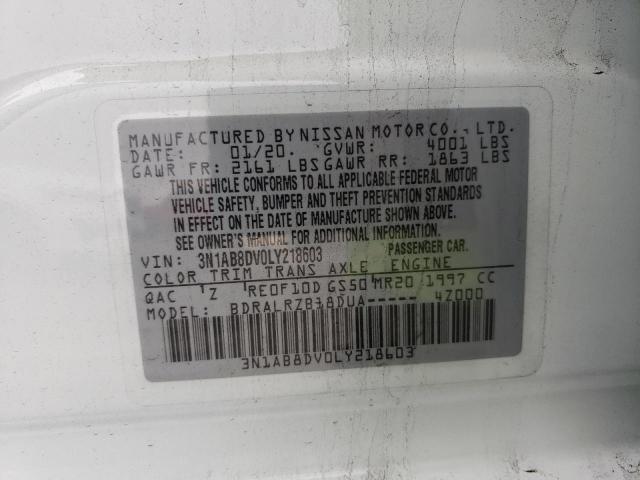 MANUFACTURED BY NISSAN MOTOR CO., LTD.
DATE: 01/20. GVWR: 4001 LBS
GAWR FR: 2161 LBS GAWR RR: 1863 LBS
THIS VEHICLE CONFORMS TO ALL APPLICABLE FEDERAL MOTOR
VEHICLE SAFETY, BUMPER AND THEFT PREVENTION STANDARDS
IN EFFECT ON THE DATE OF MANUFACTURE SHOWN ABOVE.
SEE OWNER'S MANUAL FOR ADDITIONAL INFORMATION.
VIN: 3N1AB8DV0LY218603 PASSENGER CAR.
COLOR TRIM TRANS AXLE ENGINE
QAC Z RE0F10D GS50 MR20 1997 CC
MODEL: BDRALRZB18DUA----- 4Z000
3N1AB8DV0LY218603